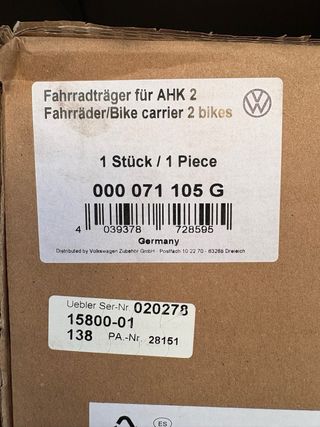 Fahrradträger für AHK 2
Fahrräder/Bike carrier 2 bikes
1 Stück / 1 Piece
000 071 105 G
4 039378 728595
Germany
Distributed by Volkswagen Zubehör GmbH · Postfach 10 22 70 · 63268 Dreieich
Uebler Ser-Nr. 020278
15800-01
138 PA.-Nr. 28151
ES